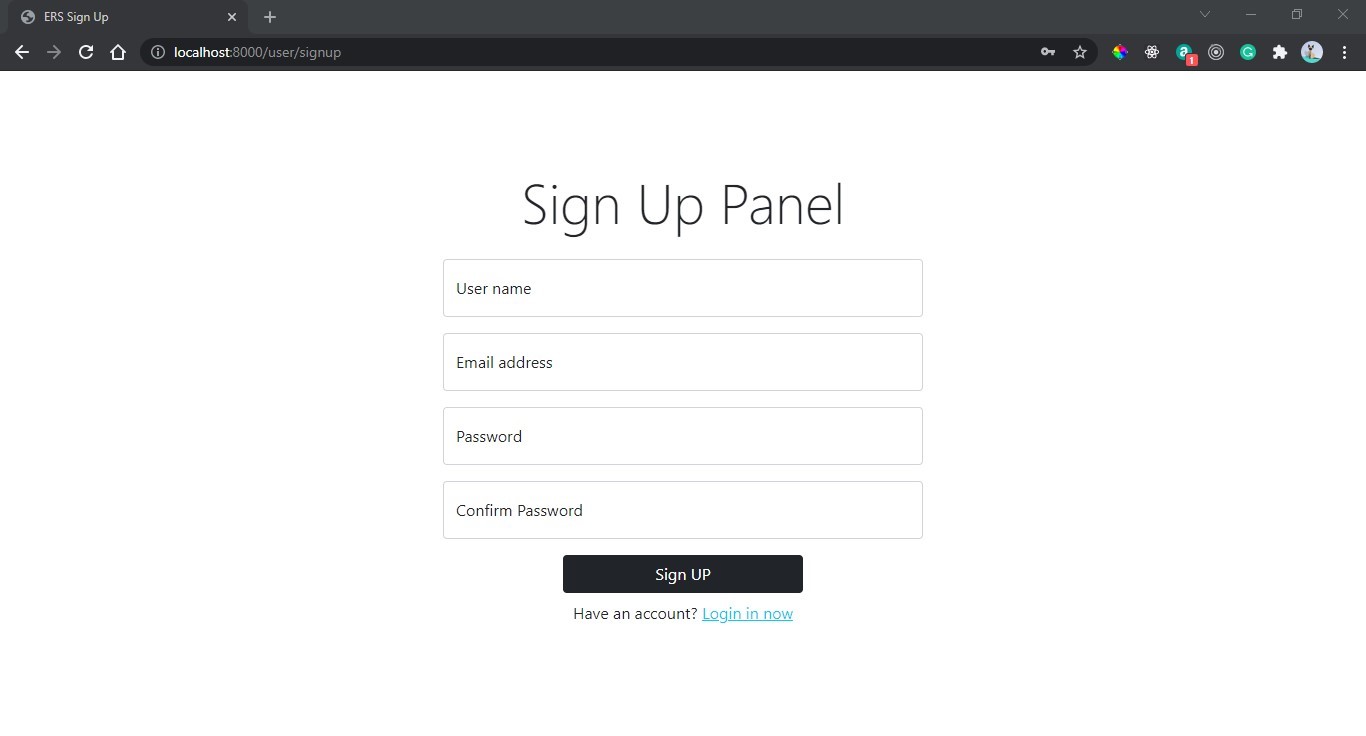 ERS Sign Up
localhost:8000/user/signup
1
Sign Up Panel
User name
Email address
Password
Confirm Password
Sign UP
Have an account? Login in now